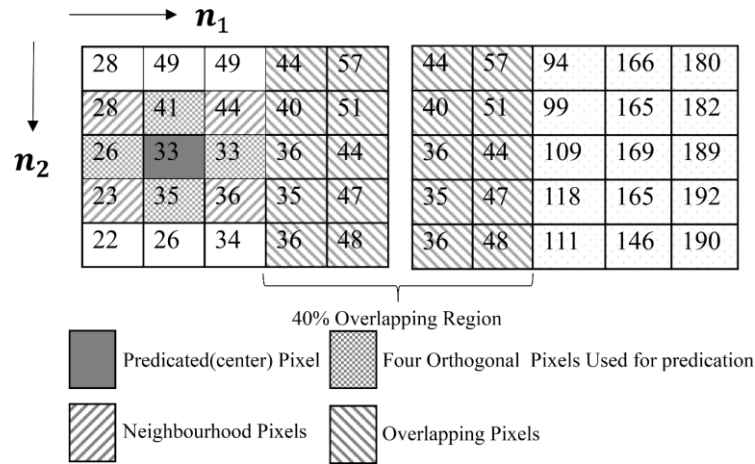 n₁
n₂
28 49 49 44 57 44 57 94 166 180
28 41 44 40 51 40 51 99 165 182
26 33 33 36 44 36 44 109 169 189
23 35 36 35 47 35 47 118 165 192
22 26 34 36 48 36 48 111 146 190
40% Overlapping Region
Predicated(center) Pixel Four Orthogonal Pixels Used for predication
Neighbourhood Pixels Overlapping Pixels